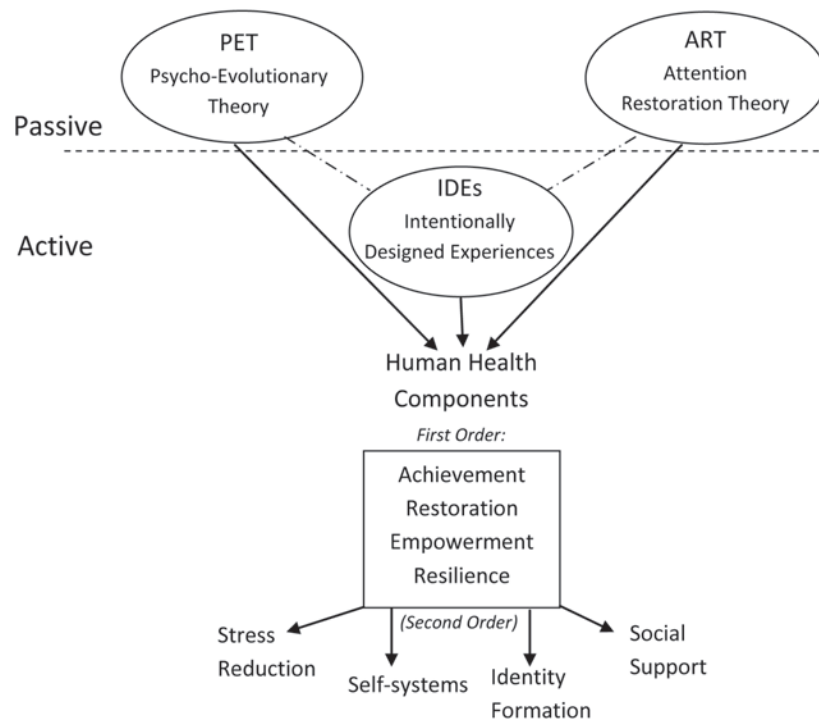 PET
Psycho-Evolutionary
Theory
ART
Attention
Restoration Theory
Passive
IDEs
Intentionally
Designed Experiences
Active
Human Health
Components
First Order:
Achievement
Restoration
Empowerment
Resilience
(Second Order)
Stress
Reduction
Self-systems
Identity
Formation
Social
Support